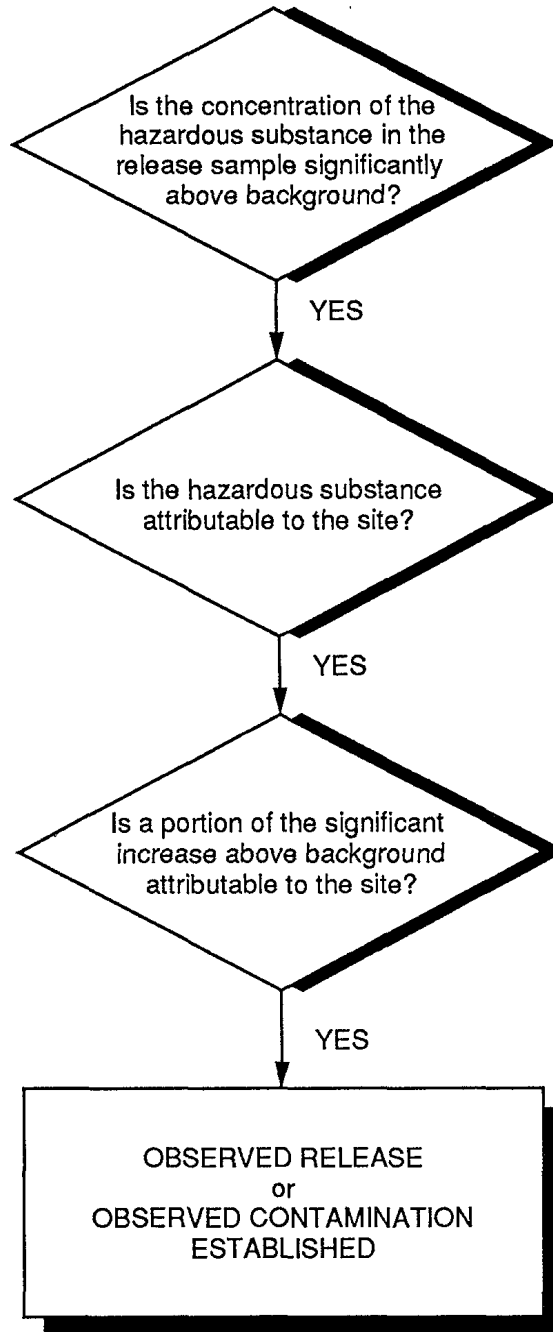 Is the concentration of the
hazardous substance in the
release sample significantly
above background?
YES
Is the hazardous substance
attributable to the site?
YES
Is a portion of the significant
increase above background
attributable to the site?
YES
OBSERVED RELEASE
or
OBSERVED CONTAMINATION
ESTABLISHED